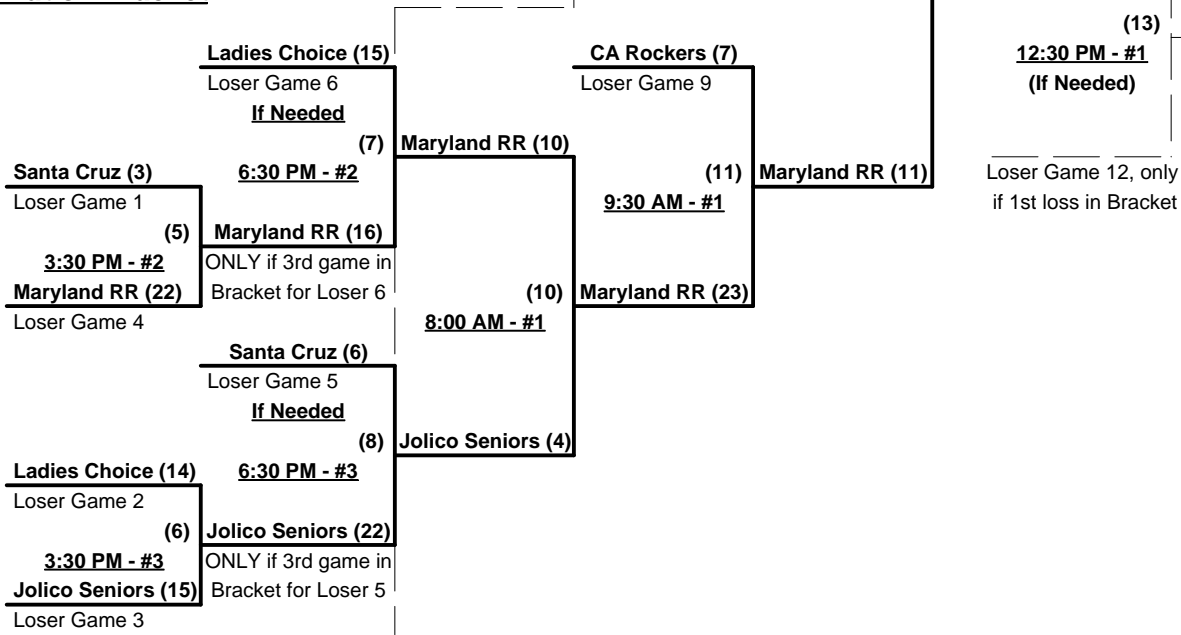 (13)
Ladies Choice (15)
CA Rockers (7)
12:30 PM - #1
Loser Game 6
Loser Game 9
(If Needed)
If Needed
(7)
Maryland RR (10)
Santa Cruz (3)
6:30 PM - #2
(11)
Maryland RR (11)
Loser Game 12, only
Loser Game 1
9:30 AM - #1
if 1st loss in Bracket
(5)
Maryland RR (16)
3:30 PM - #2
ONLY if 3rd game in
Maryland RR (22)
Bracket for Loser 6
(10)
Maryland RR (23)
Loser Game 4
8:00 AM - #1
Santa Cruz (6)
Loser Game 5
If Needed
(8)
Jolico Seniors (4)
Ladies Choice (14)
6:30 PM - #3
Loser Game 2
(6)
Jolico Seniors (22)
3:30 PM - #3
ONLY if 3rd game in
Jolico Seniors (15)
Bracket for Loser 5
Loser Game 3